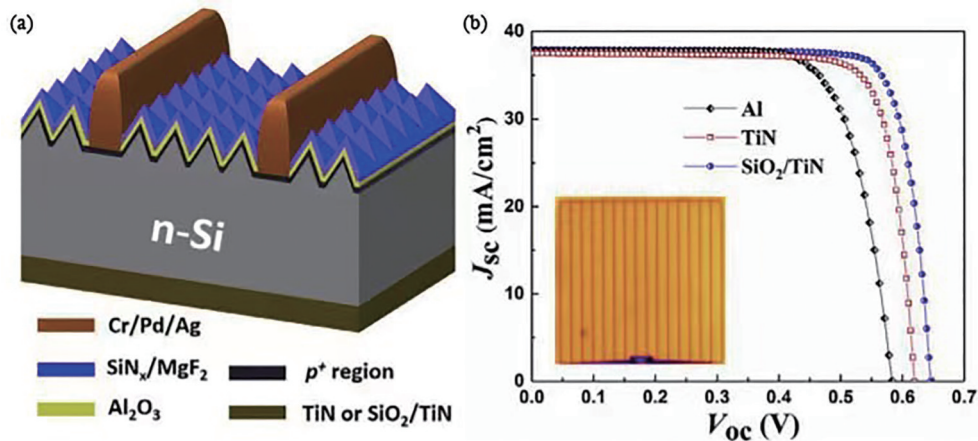 (a)
n-Si
Cr/Pd/Ag
SiNₓ/MgF₂
Al₂O₃
p⁺ region
TiN or SiO₂/TiN
(b)
Jsc (mA/cm²)
40
30
20
10
0
Al
TiN
SiO₂/TiN
0.0 0.1 0.2 0.3 0.4 0.5 0.6 0.7
Voc (V)